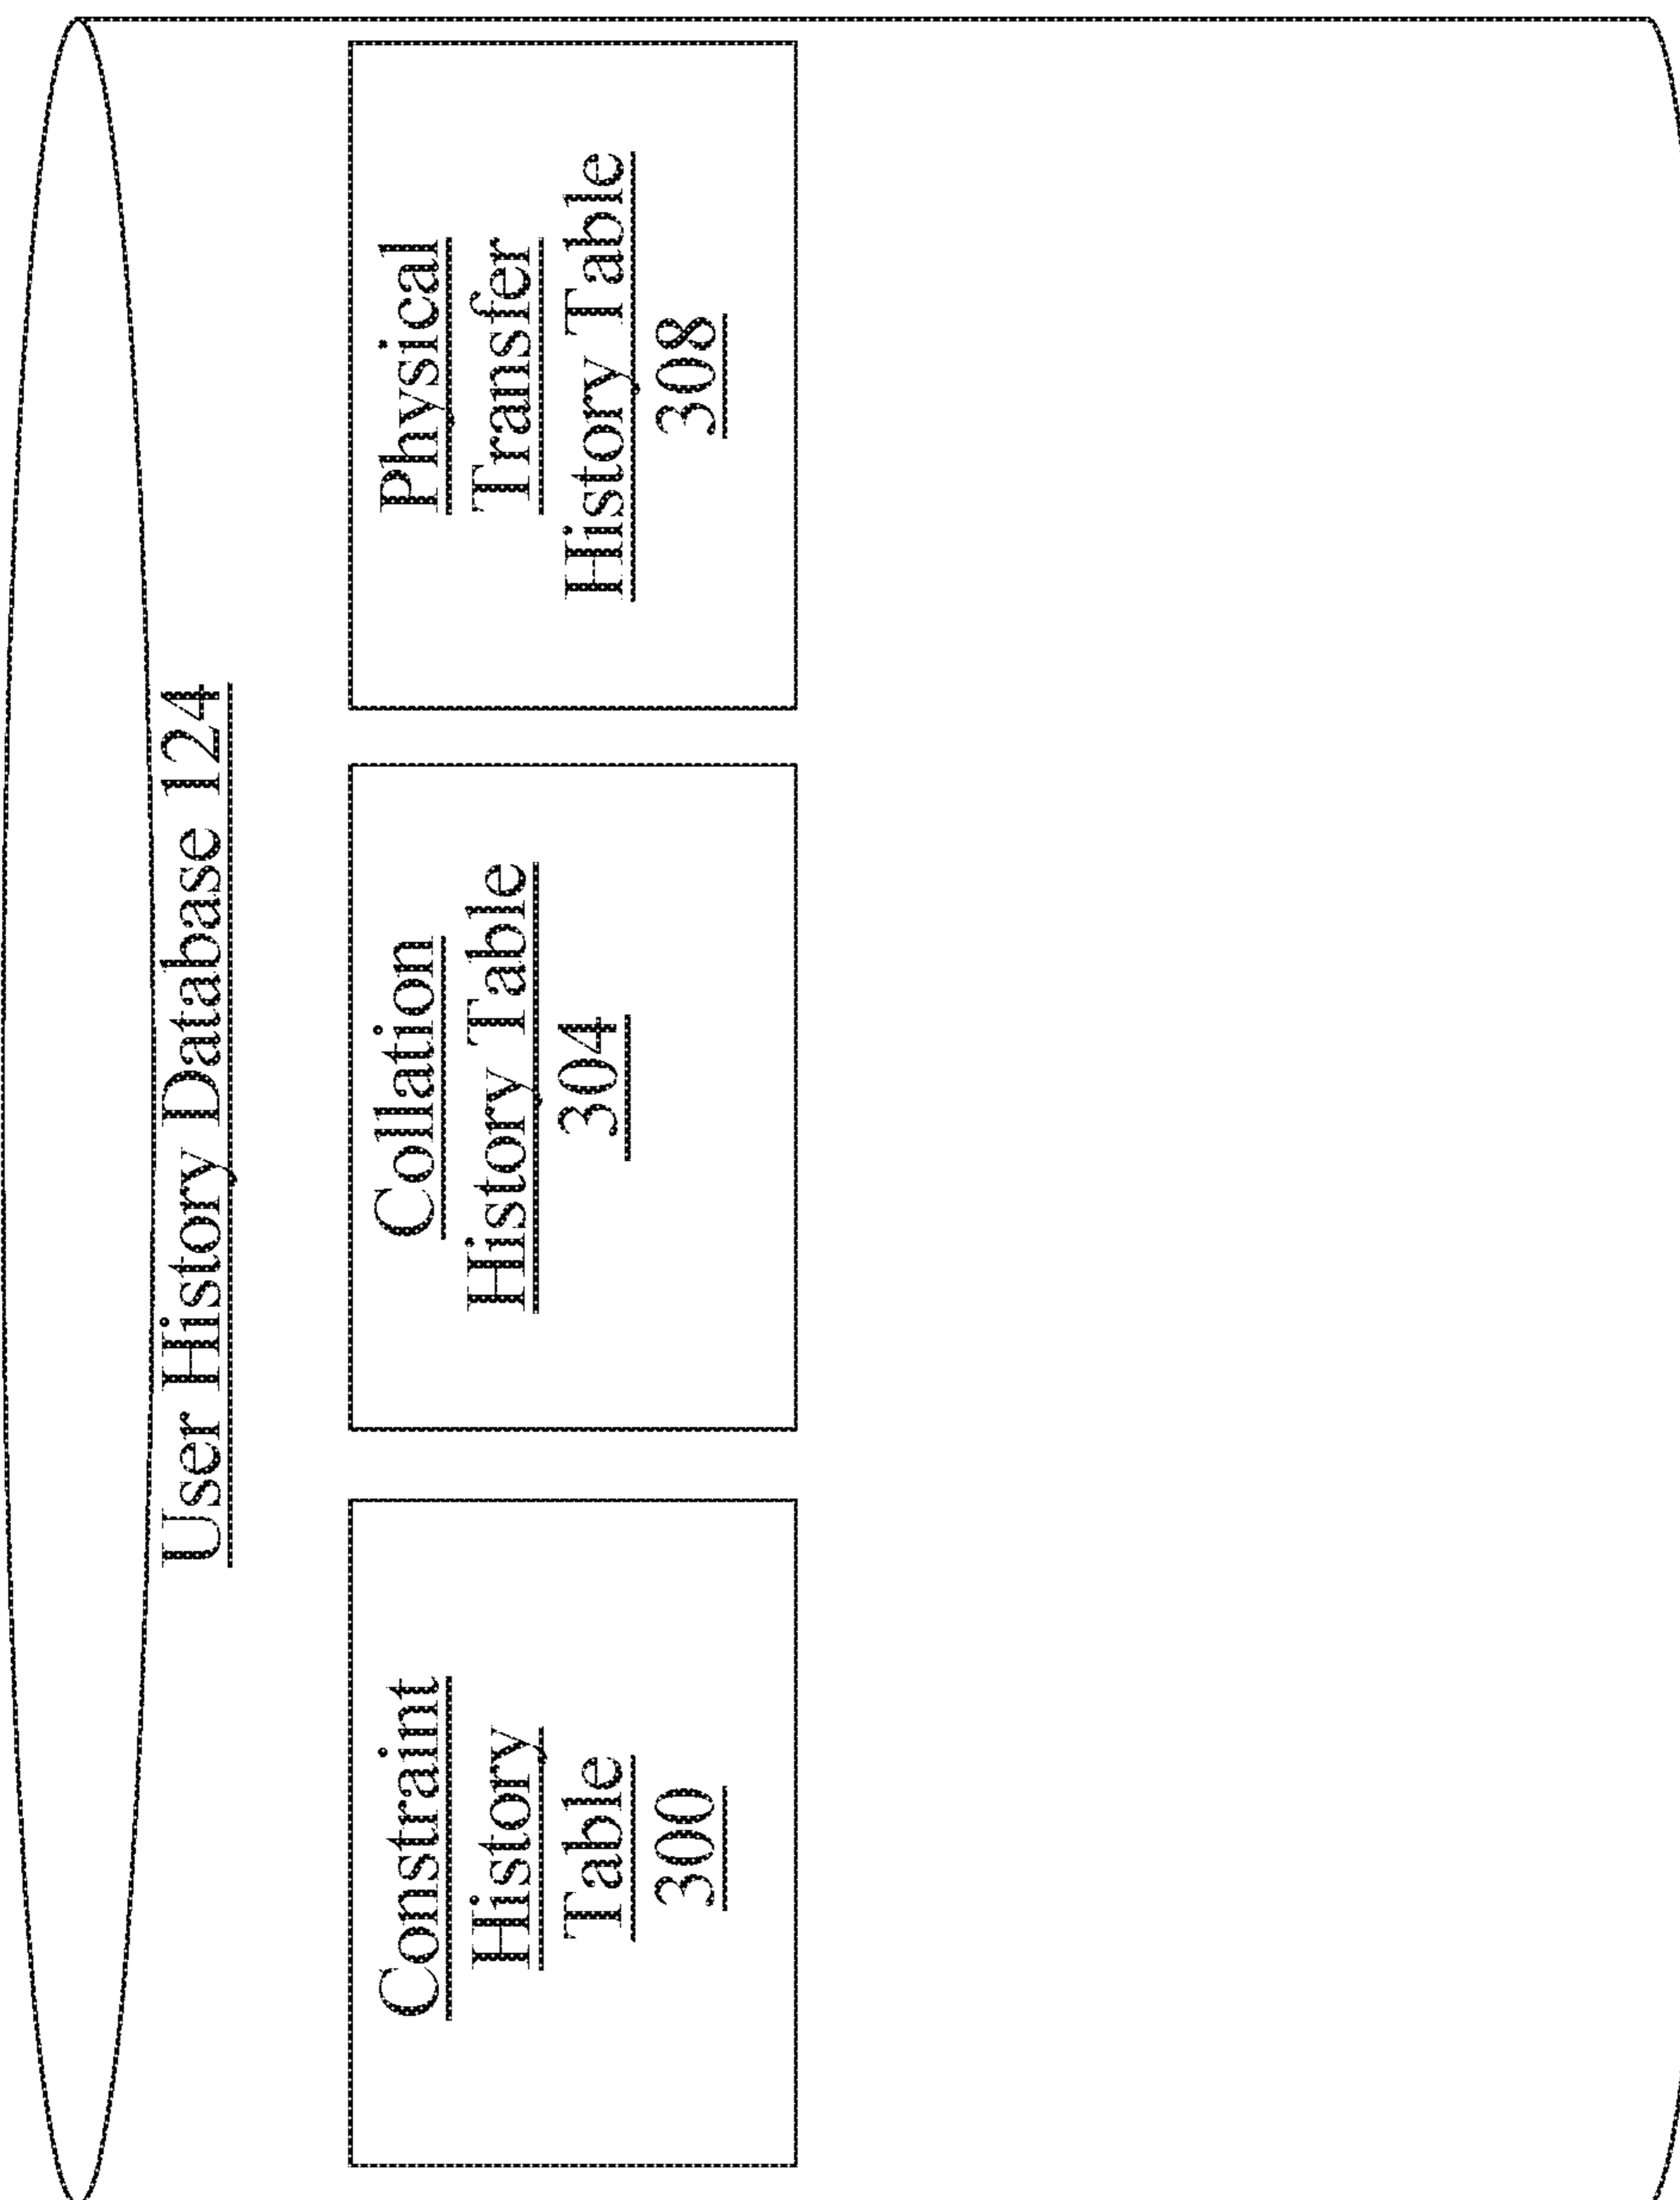 User History Database 124
Constraint
History
Table
300
Collation
History Table
304
Physical
Transfer
History Table
308